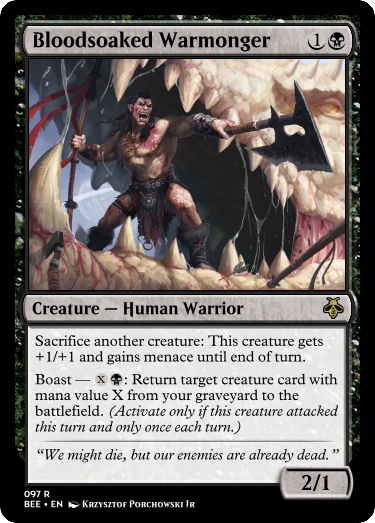 Bloodsoaked Warmonger 1
Creature — Human Warrior
Sacrifice another creature: This creature gets
+1/+1 and gains menace until end of turn.
Boast — X : Return target creature card with
mana value X from your graveyard to the
battlefield. (Activate only if this creature attacked
this turn and only once each turn.)
“We might die, but our enemies are already dead.”
2/1
097 R
BEE • EN Krzysztof Porchowski Jr